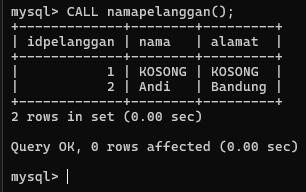 mysql> CALL namapelanggan();
+-------------+--------+---------+
| idpelanggan | nama   | alamat  |
+-------------+--------+---------+
|           1 | KOSONG | KOSONG  |
|           2 | Andi   | Bandung |
+-------------+--------+---------+
2 rows in set (0.00 sec)

Query OK, 0 rows affected (0.00 sec)

mysql>